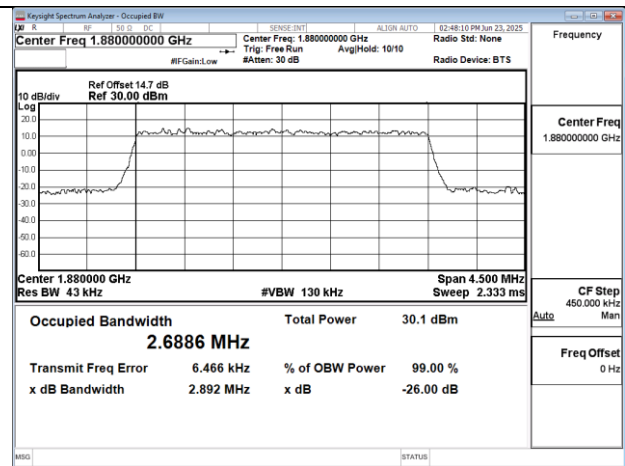 Keysight Spectrum Analyzer - Occupied BW
R RF 50 Ω DC SENSE:INT ALIGN AUTO 02:48:10 PM Jun 23, 2025
Center Freq 1.880000000 GHz
Center Freq: 1.880000000 GHz
Radio Std: None
Trig: Free Run Avg|Hold: 10/10
#IFGain:Low
#Atten: 30 dB
Radio Device: BTS
Frequency
Ref Offset 14.7 dB
10 dB/div Ref 30.00 dBm
Log
20.0
10.0
0.00
-10.0
-20.0
-30.0
-40.0
-50.0
-60.0
Center 1.880000 GHz Span 4.500 MHz
Res BW 43 kHz #VBW 130 kHz Sweep 2.333 ms
Center Freq
1.880000000 GHz
CF Step
450.000 kHz
Auto Man
Freq Offset
0 Hz
Occupied Bandwidth Total Power 30.1 dBm
2.6886 MHz
Transmit Freq Error 6.466 kHz % of OBW Power 99.00 %
x dB Bandwidth 2.892 MHz x dB -26.00 dB
MSG STATUS